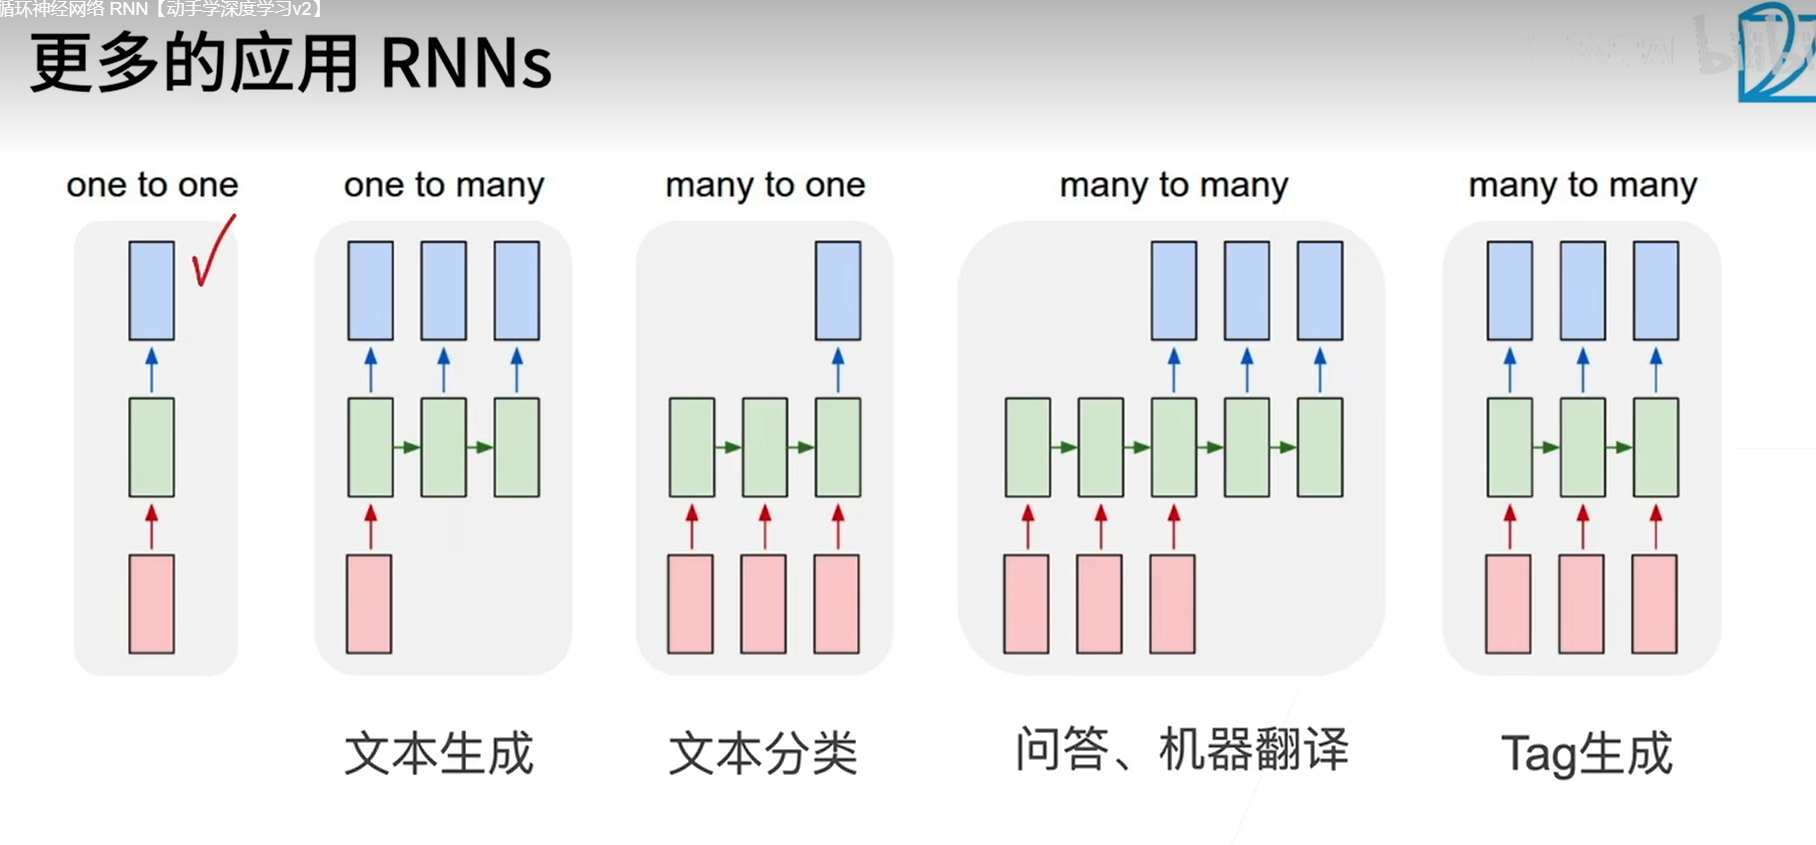 循环神经网络 RNN【动手学深度学习v2】
更多的应用 RNNs
one to one
one to many
many to one
many to many
many to many
文本生成
文本分类
问答、机器翻译
Tag生成